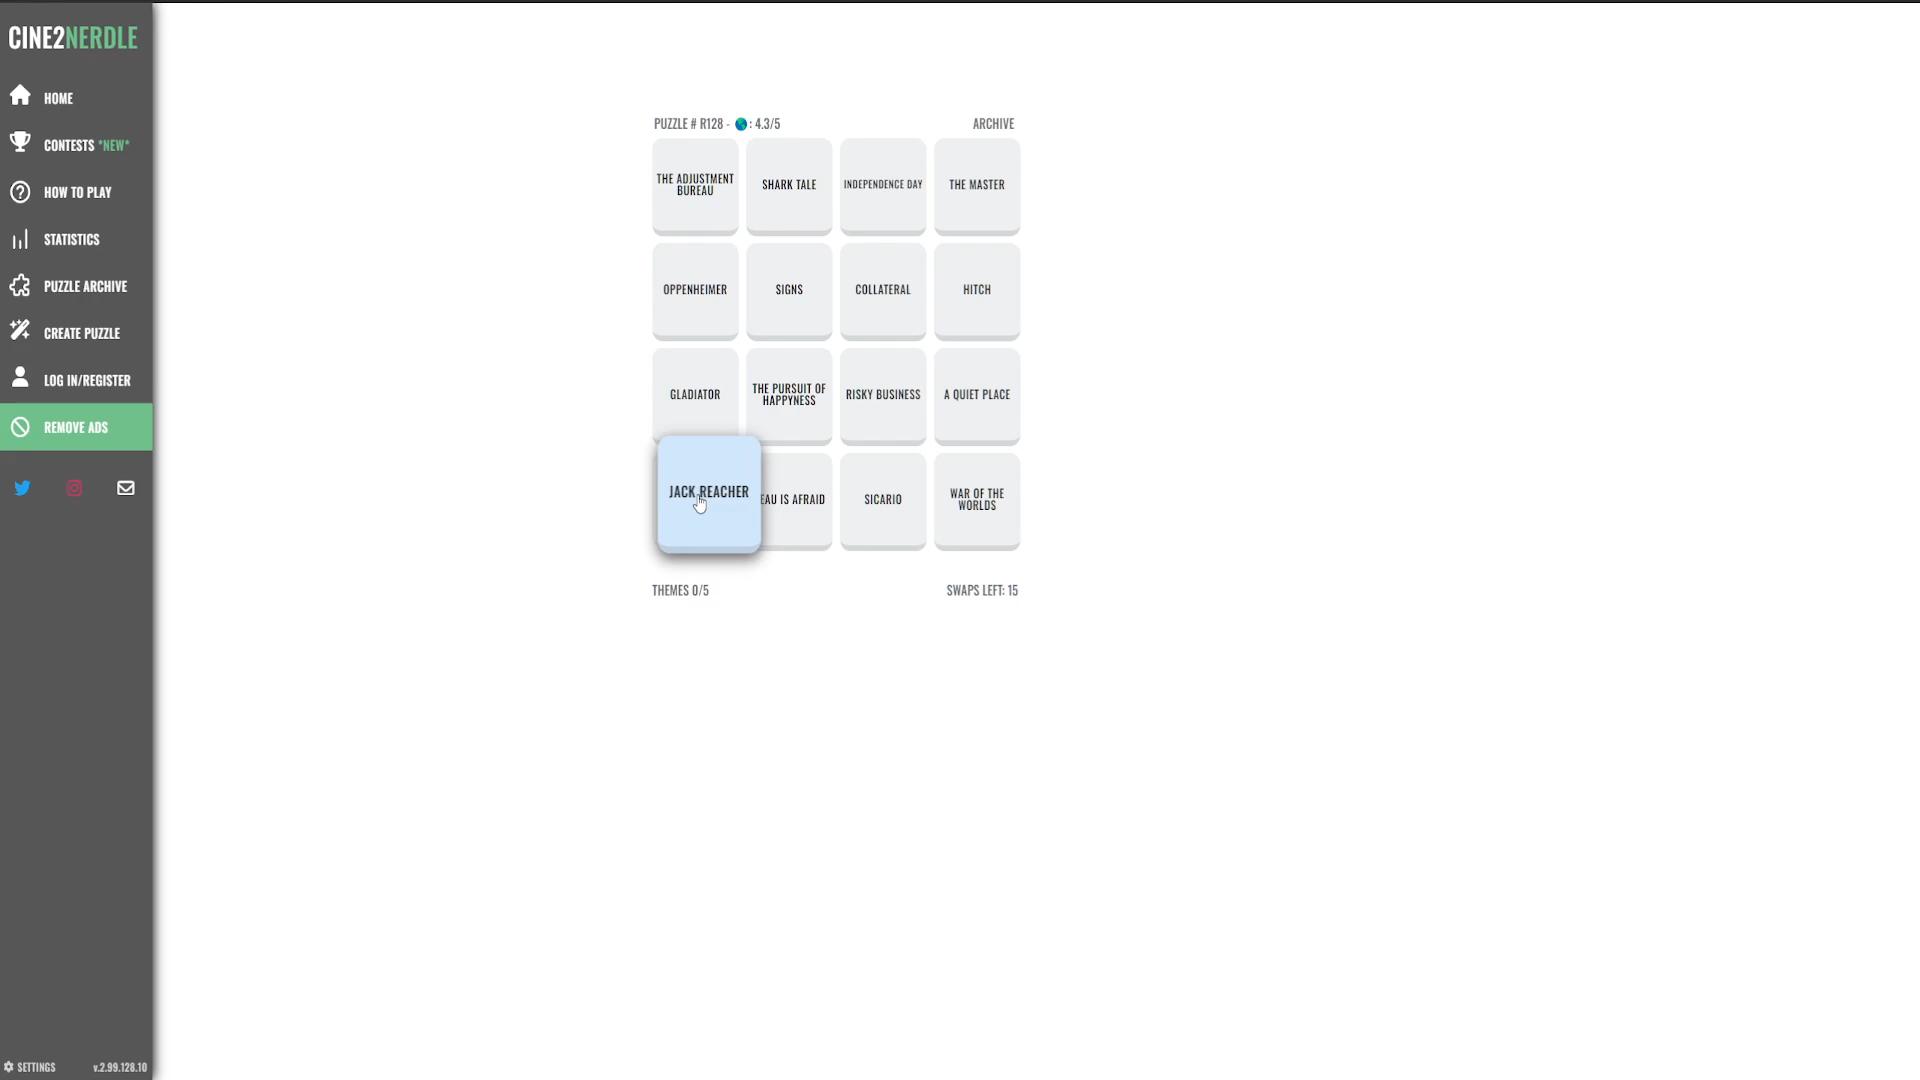 CINE2NERDLE
HOME
CONTESTS *NEW*
HOW TO PLAY
STATISTICS
PUZZLE ARCHIVE
CREATE PUZZLE
LOG IN/REGISTER
REMOVE ADS
SETTINGS
v.2.99.128.10
PUZZLE # R128 - : 4.3/5
ARCHIVE
THE ADJUSTMENT
BUREAU
SHARK TALE
INDEPENDENCE DAY
THE MASTER
OPPENHEIMER
SIGNS
COLLATERAL
HITCH
GLADIATOR
THE PURSUIT OF
HAPPYNESS
RISKY BUSINESS
A QUIET PLACE
JACK REACHER
EAU IS AFRAID
SICARIO
WAR OF THE
WORLDS
THEMES 0/5
SWAPS LEFT: 15